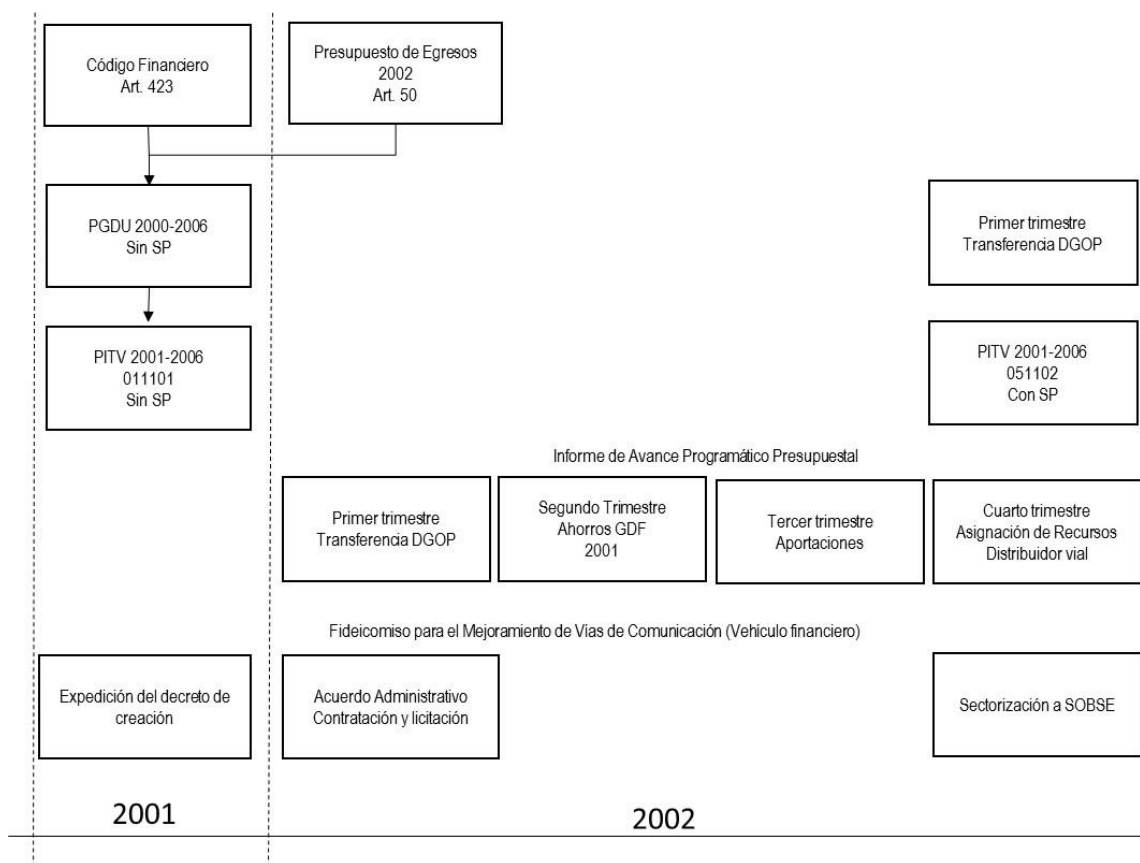 Código Financiero
Art. 423
Presupuesto de Egresos
2002
Art. 50
PGDU 2000-2006
Sin SP
Primer trimestre
Transferencia DGOP
PITV 2001-2006
011101
Sin SP
PITV 2001-2006
051102
Con SP
Informe de Avance Programático Presupuestal
Primer trimestre
Transferencia DGOP
Segundo Trimestre
Ahorros GDF
2001
Tercer trimestre
Aportaciones
Cuarto trimestre
Asignación de Recursos
Distribuidor vial
Fideicomiso para el Mejoramiento de Vías de Comunicación (Vehículo financiero)
Expedición del decreto de
creación
Acuerdo Administrativo
Contratación y licitación
Sectorización a SOBSE
2001
2002